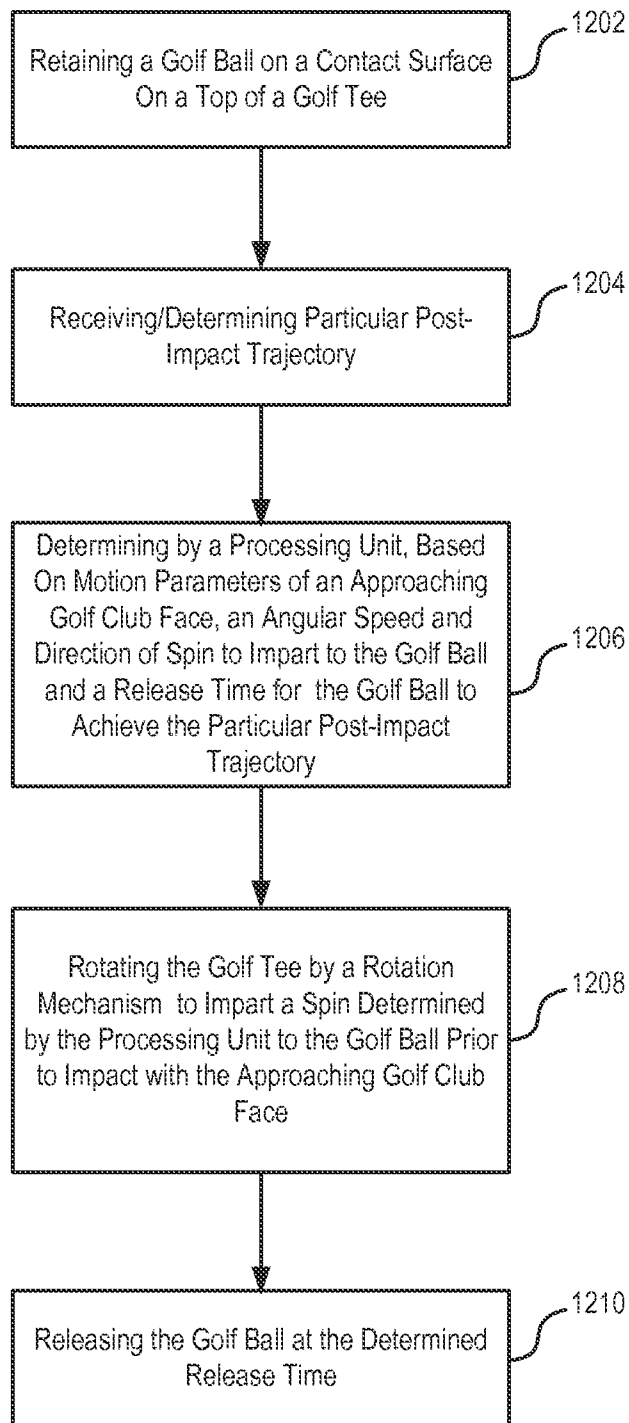 1202
Retaining a Golf Ball on a Contact Surface
On a Top of a Golf Tee
1204
Receiving/Determining Particular Post-
Impact Trajectory
Determining by a Processing Unit, Based
On Motion Parameters of an Approaching
Golf Club Face, an Angular Speed and
Direction of Spin to Impart to the Golf Ball
and a Release Time for the Golf Ball to
Achieve the Particular Post-Impact
Trajectory
1206
Rotating the Golf Tee by a Rotation
Mechanism to Impart a Spin Determined
by the Processing Unit to the Golf Ball Prior
to Impact with the Approaching Golf Club
Face
1208
1210
Releasing the Golf Ball at the Determined
Release Time